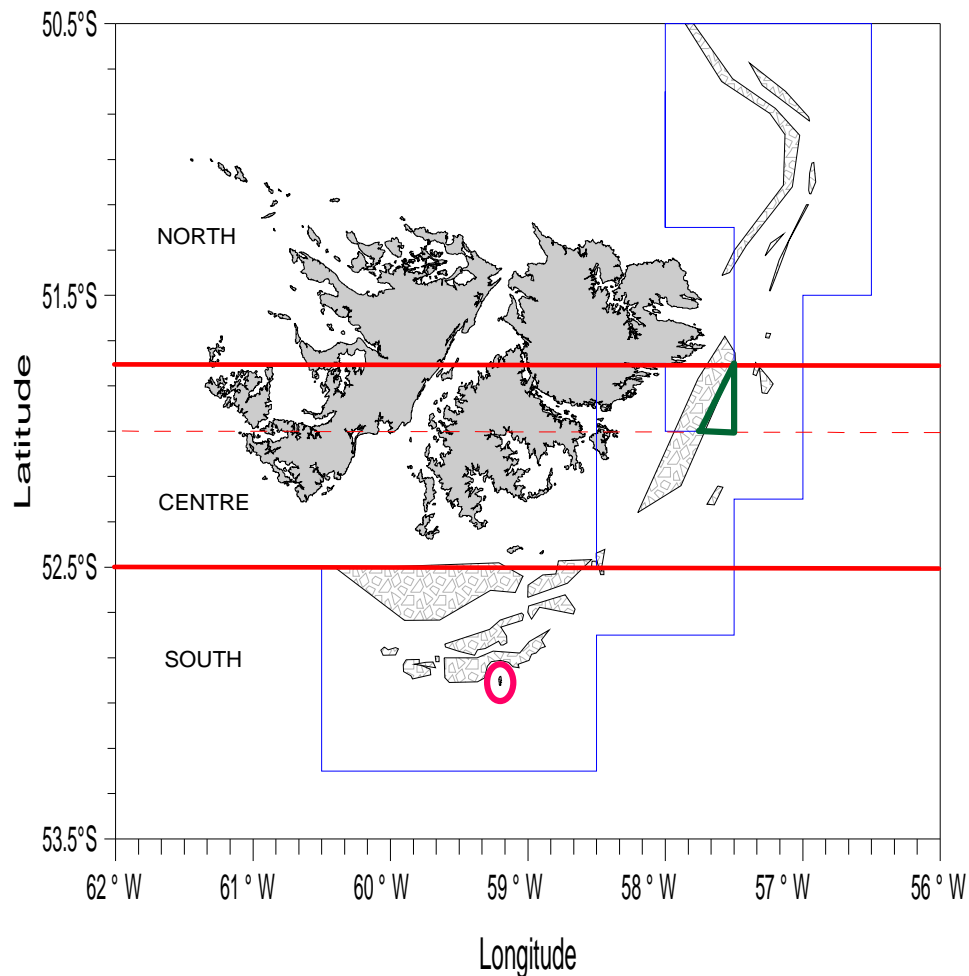 50.5°S
NORTH
51.5°S
Latitude
CENTRE
52.5°S
SOUTH
53.5°S
62 ° W 61 ° W 60 ° W 59 ° W 58 ° W 57 ° W 56 ° W
Longitude